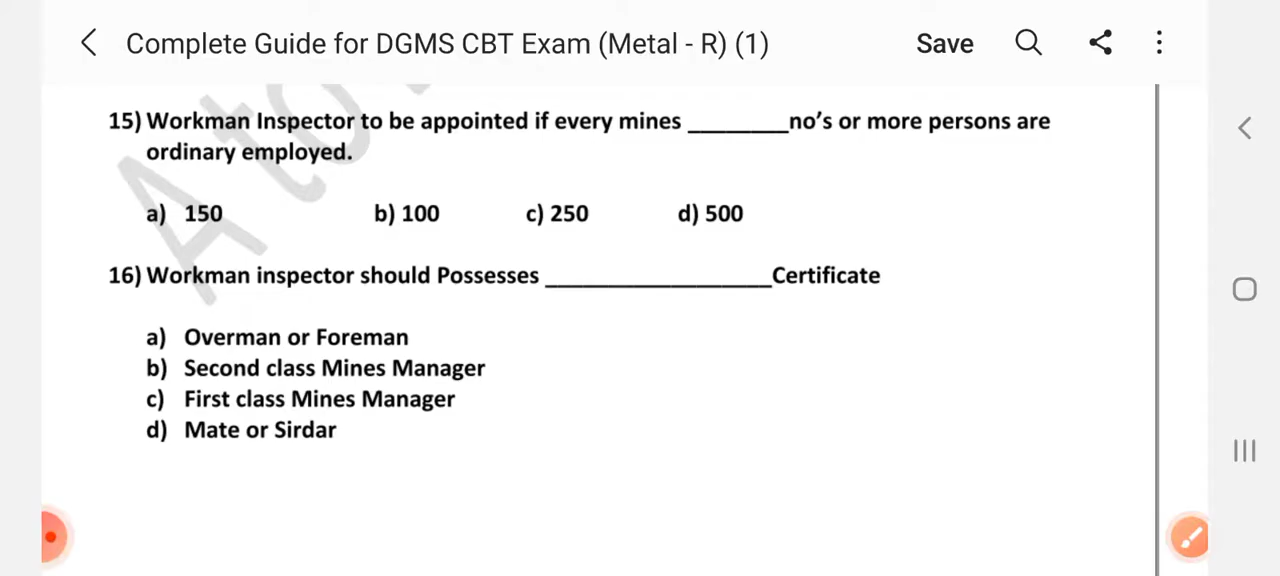 Complete Guide for DGMS CBT Exam (Metal - R) (1) Save
A to
15) Workman Inspector to be appointed if every mines ________no's or more persons are
ordinary employed.
a) 150 b) 100 c) 250 d) 500
16) Workman inspector should Possesses __________________Certificate
a) Overman or Foreman
b) Second class Mines Manager
c) First class Mines Manager
d) Mate or Sirdar